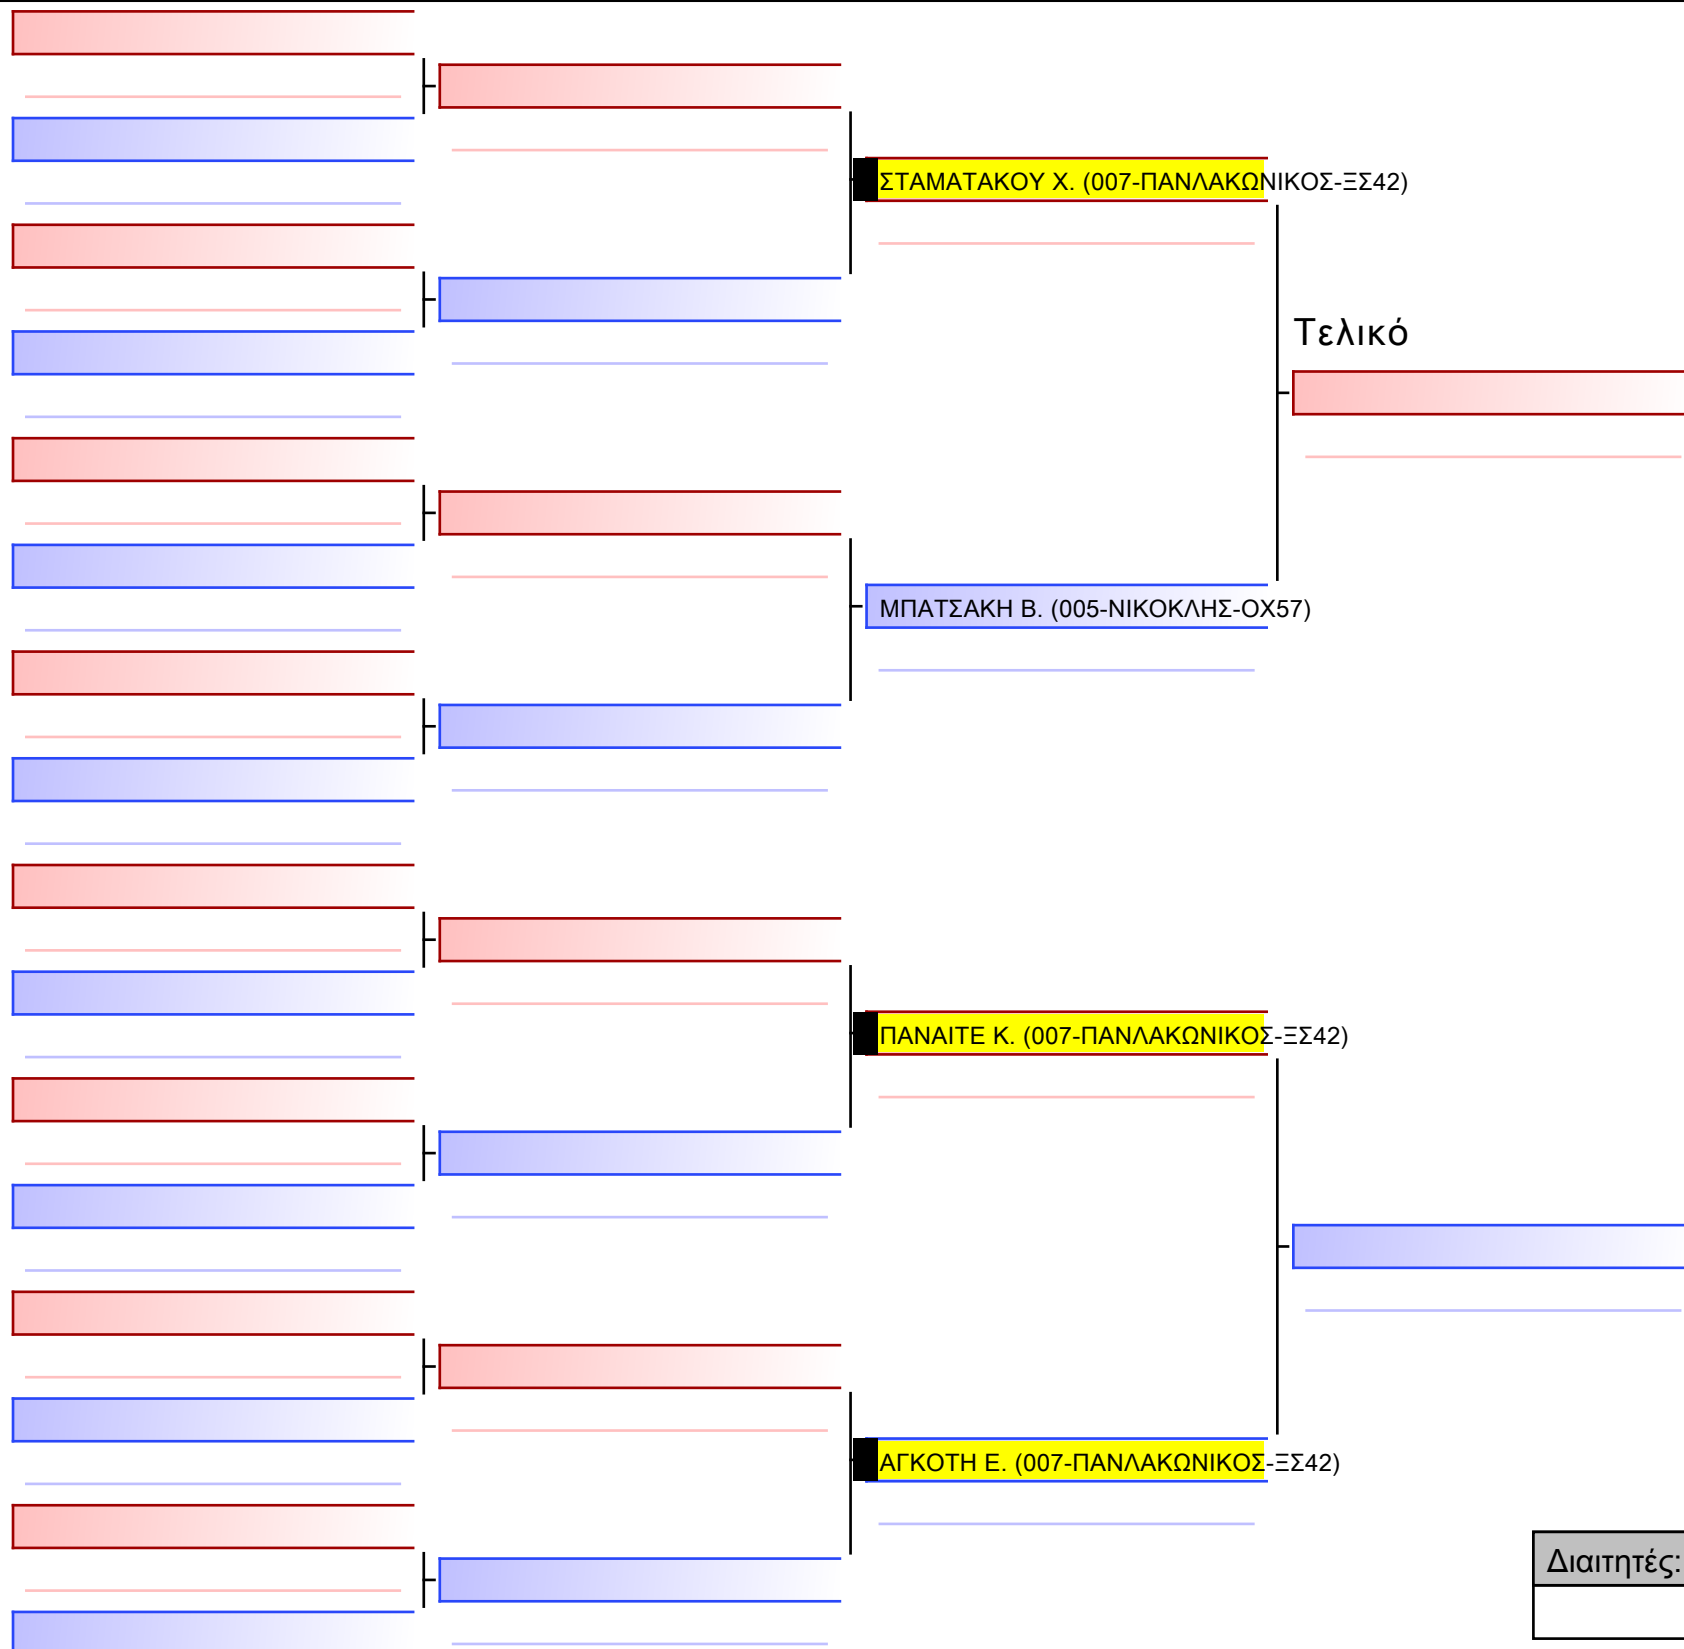 ΣΤΑΜΑΤΑΚΟΥ Χ. (007-ΠΑΝΛΑΚΩΝΙΚΟΣ-ΞΣ42)
Τελικό
ΜΠΑΤΣΑΚΗ Β. (005-ΝΙΚΟΚΛΗΣ-ΟΧ57)
ΠΑΝΑΙΤΕ Κ. (007-ΠΑΝΛΑΚΩΝΙΚΟΣ-ΞΣ42)
ΑΓΚΟΤΗ Ε. (007-ΠΑΝΛΑΚΩΝΙΚΟΣ-ΞΣ42)
Διαιτητές: